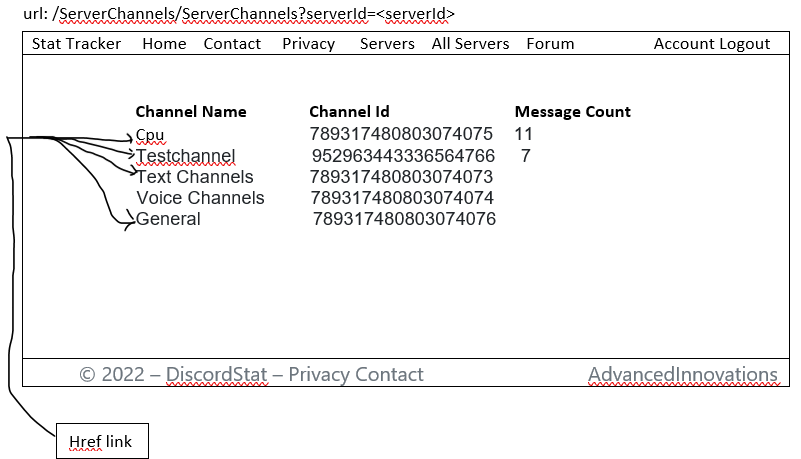 url: /ServerChannels/ServerChannels?serverId=<serverId>
Stat Tracker Home Contact Privacy Servers All Servers Forum Account Logout
Channel Name Channel Id Message Count
Cpu 789317480803074075 11
Testchannel 952963443336564766 7
Text Channels 789317480803074073
Voice Channels 789317480803074074
General 789317480803074076
© 2022 – DiscordStat – Privacy Contact AdvancedInnovations
Href link